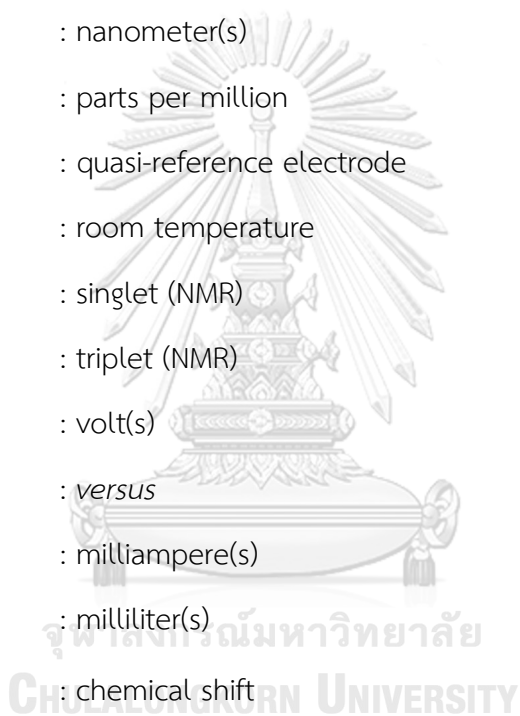 : nanometer(s)
: parts per million
: quasi-reference electrode
: room temperature
: singlet (NMR)
: triplet (NMR)
: volt(s)
: versus
: milliampere(s)
: milliliter(s)
จุฬาลงกรณ์มหาวิทยาลัย
: chemical shift
CHULALONGKORN UNIVERSITY